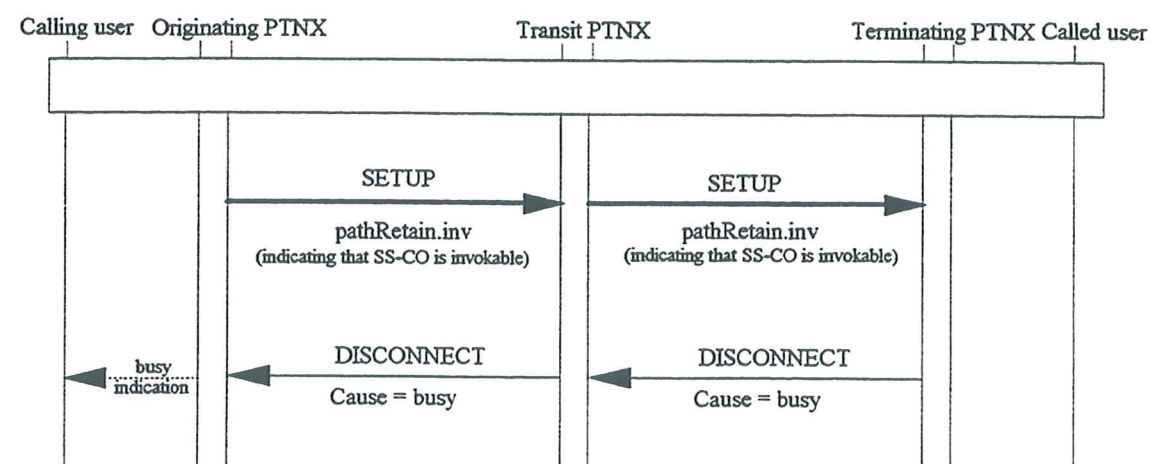 Calling user Originating PTNX Transit PTNX Terminating PTNX Called user
SETUP SETUP
pathRetain.inv pathRetain.inv
(indicating that SS-CO is invokable) (indicating that SS-CO is invokable)
busy
indication
DISCONNECT DISCONNECT
Cause = busy Cause = busy